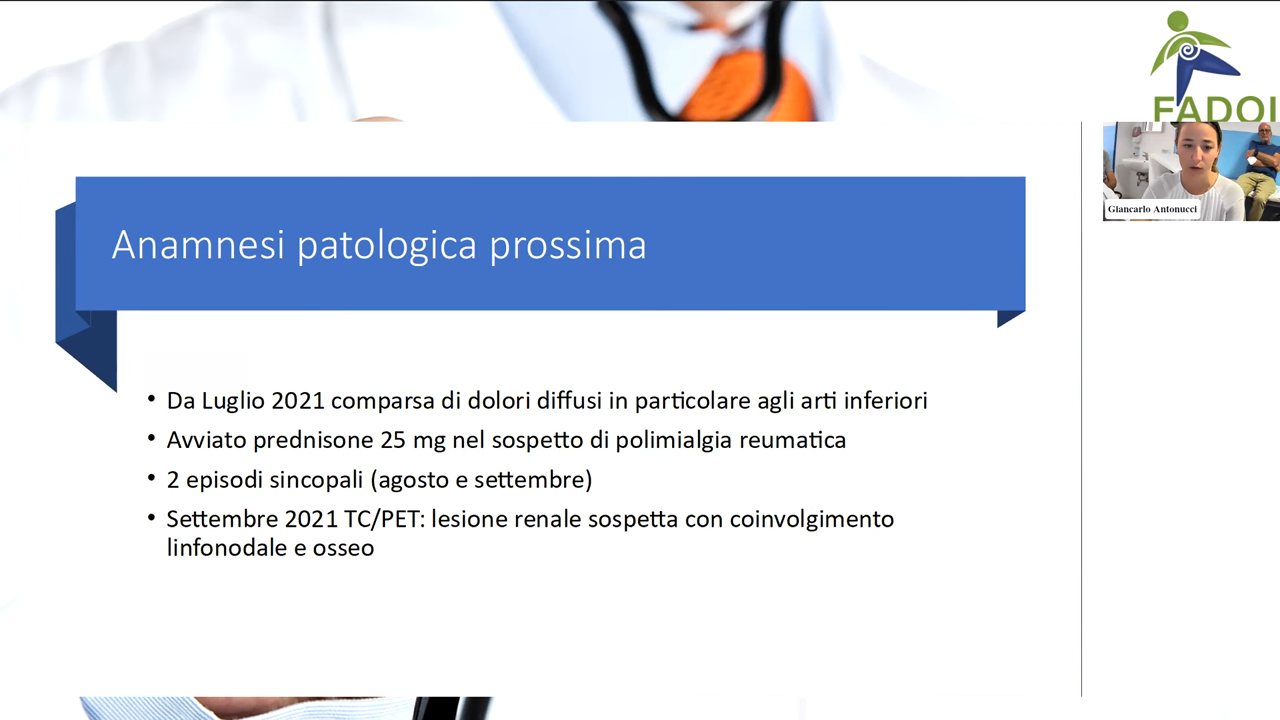 FADOI
Giancarlo Antonucci
Anamnesi patologica prossima
• Da Luglio 2021 comparsa di dolori diffusi in particolare agli arti inferiori
• Avviato prednisone 25 mg nel sospetto di polimialgia reumatica
• 2 episodi sincopali (agosto e settembre)
• Settembre 2021 TC/PET: lesione renale sospetta con coinvolgimento
linfonodale e osseo